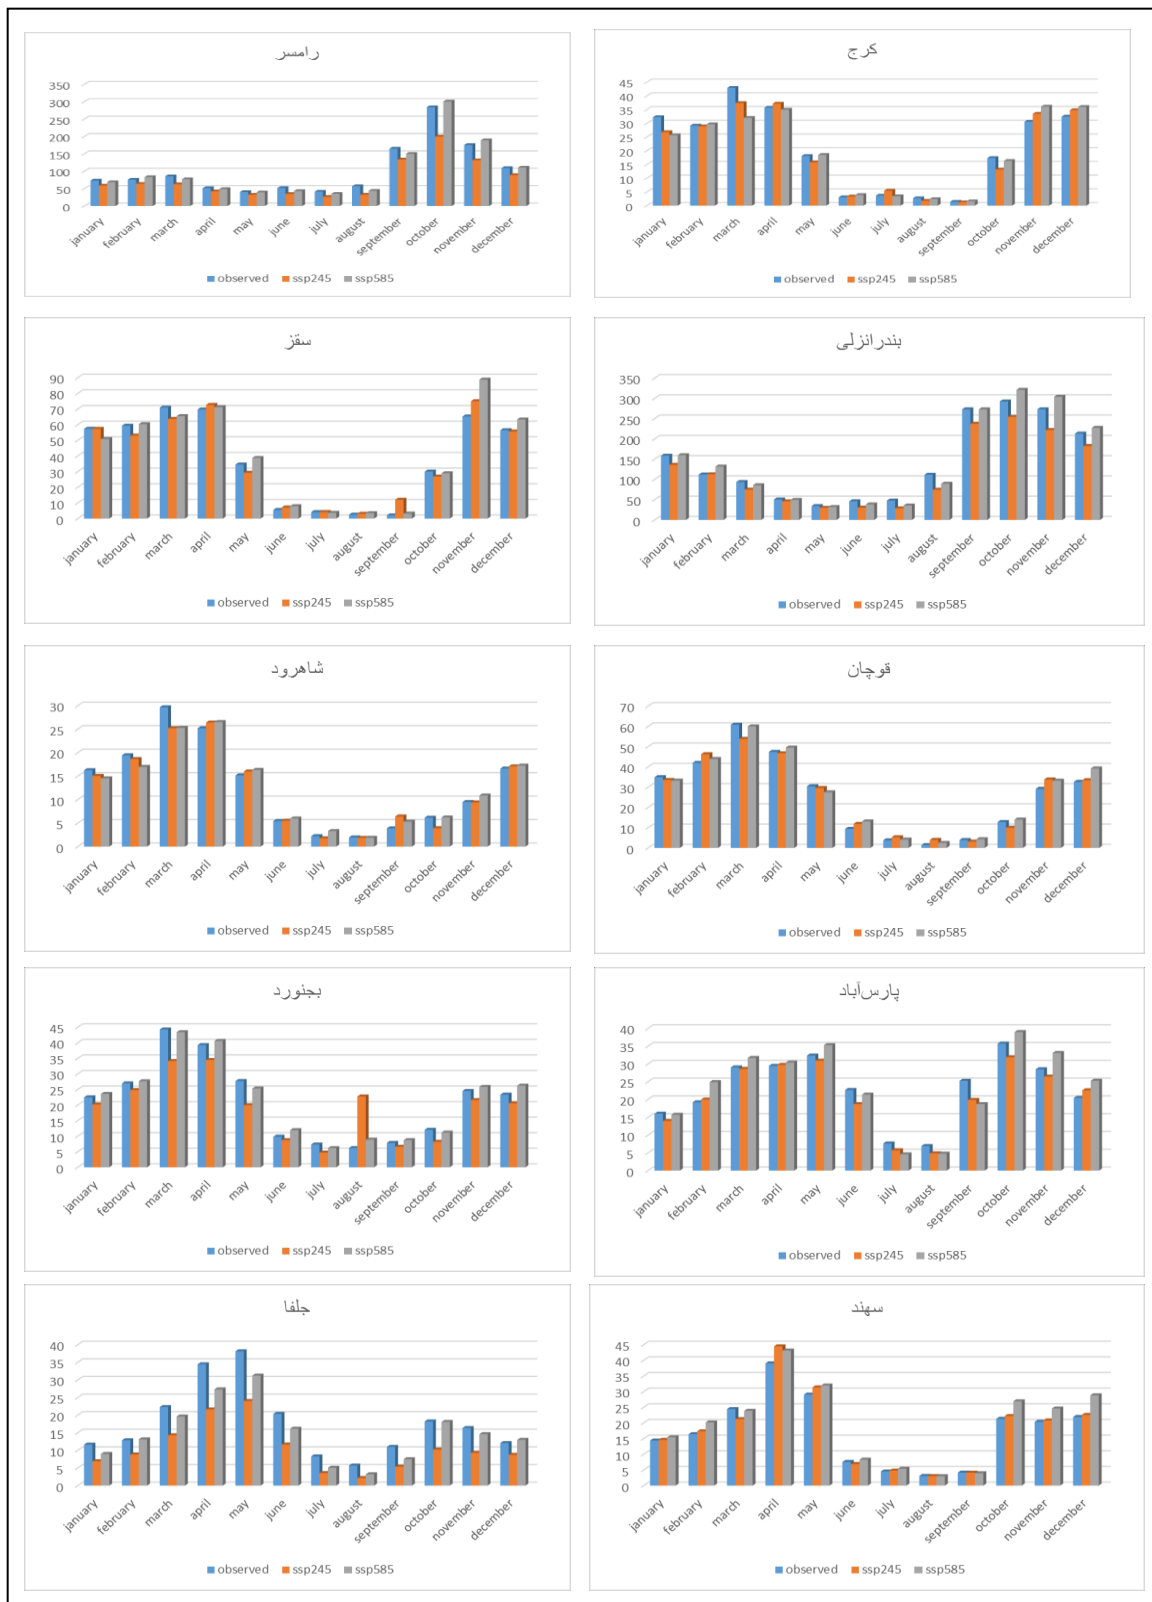 رامسر
350
300
250
200
150
100
50
0
january february march april may june july august september october november december
observed ssp245 ssp585
کرج
45
40
35
30
25
20
15
10
5
0
january february march april may june july august september october november december
observed ssp245 ssp585
سقز
90
80
70
60
50
40
30
20
10
0
january february march april may june july august september october november december
observed ssp245 ssp585
بندرانزلی
350
300
250
200
150
100
50
0
january february march april may june july august september october november december
observed ssp245 ssp585
شاهرود
30
25
20
15
10
5
0
january february march april may june july august september october november december
observed ssp245 ssp585
قوچان
70
60
50
40
30
20
10
0
january february march april may june july august september october november december
observed ssp245 ssp585
بجنورد
45
40
35
30
25
20
15
10
5
0
january february march april may june july august september october november december
observed ssp245 ssp585
پارس‌آباد
40
35
30
25
20
15
10
5
0
january february march april may june july august september october november december
observed ssp245 ssp585
جلفا
40
35
30
25
20
15
10
5
0
january february march april may june july august september october november december
observed ssp245 ssp585
سهند
45
40
35
30
25
20
15
10
5
0
january february march april may june july august september october november december
observed ssp245 ssp585